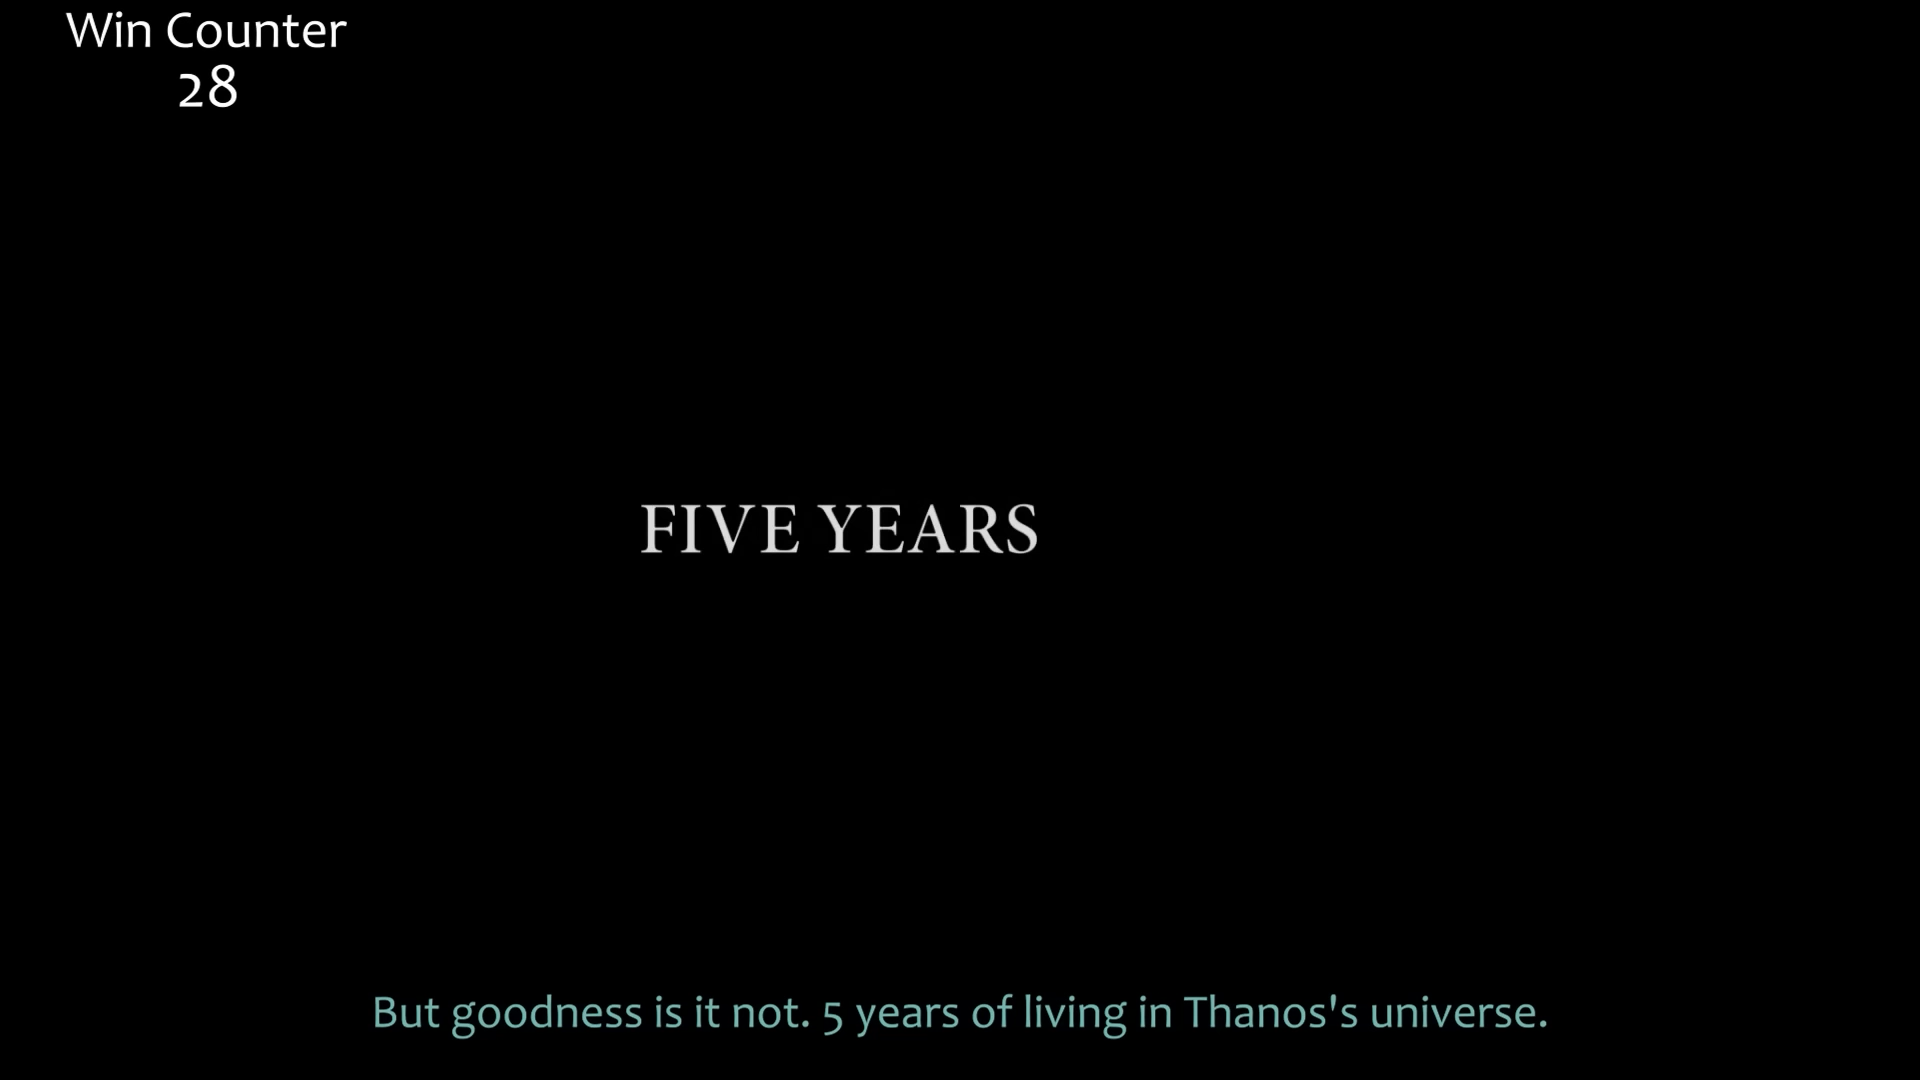 Win Counter
28
FIVE YEARS
But goodness is it not. 5 years of living in Thanos's universe.